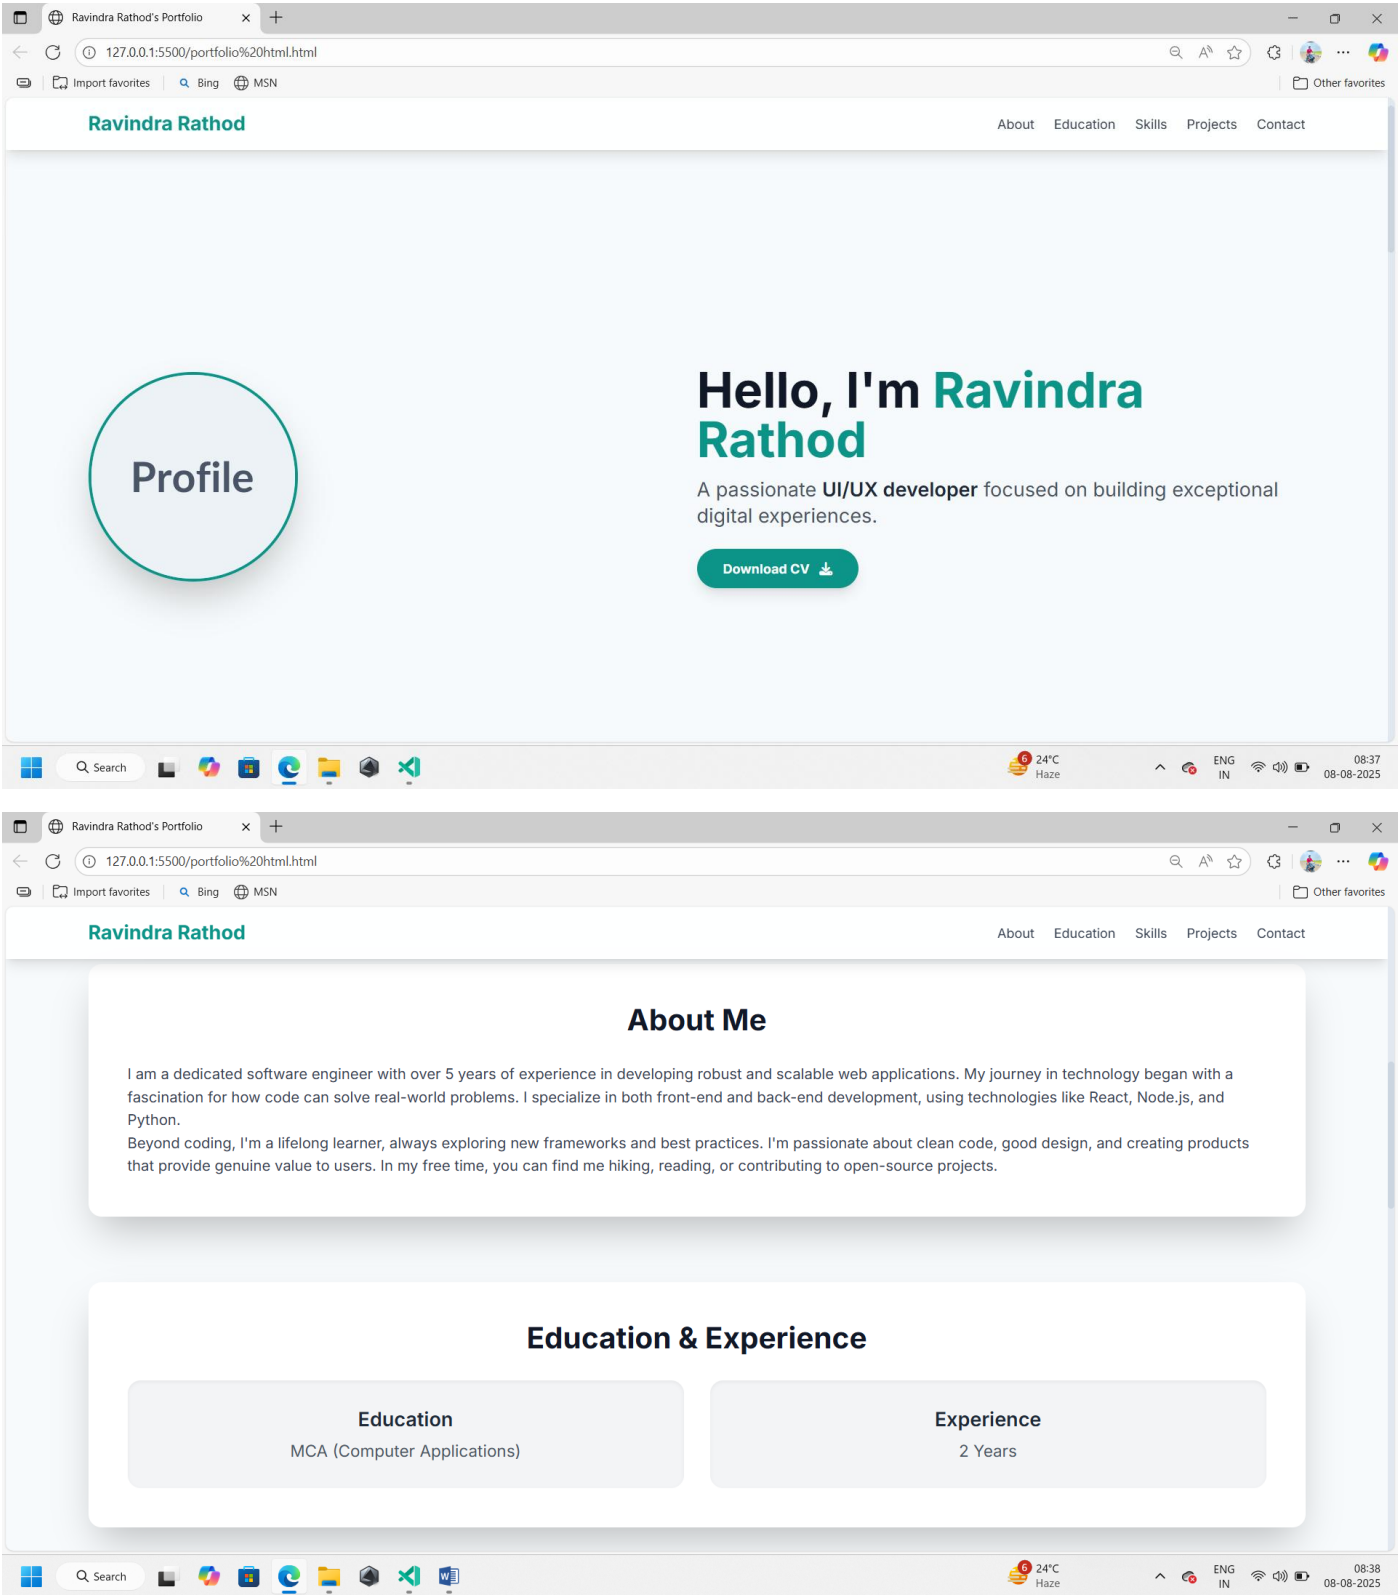 Ravindra Rathod's Portfolio
127.0.0.1:5500/portfolio%20html.html
Import favorites
Bing
MSN
Other favorites
Ravindra Rathod
About
Education
Skills
Projects
Contact
Profile
Hello, I'm Ravindra
Rathod
A passionate UI/UX developer focused on building exceptional
digital experiences.
Download CV
Search
6
24°C
Haze
ENG
IN
08:37
08-08-2025
Ravindra Rathod's Portfolio
127.0.0.1:5500/portfolio%20html.html
Import favorites
Bing
MSN
Other favorites
Ravindra Rathod
About
Education
Skills
Projects
Contact
About Me
I am a dedicated software engineer with over 5 years of experience in developing robust and scalable web applications. My journey in technology began with a
fascination for how code can solve real-world problems. I specialize in both front-end and back-end development, using technologies like React, Node.js, and
Python.
Beyond coding, I'm a lifelong learner, always exploring new frameworks and best practices. I'm passionate about clean code, good design, and creating products
that provide genuine value to users. In my free time, you can find me hiking, reading, or contributing to open-source projects.
Education & Experience
Education
MCA (Computer Applications)
Experience
2 Years
Search
6
24°C
Haze
ENG
IN
08:38
08-08-2025